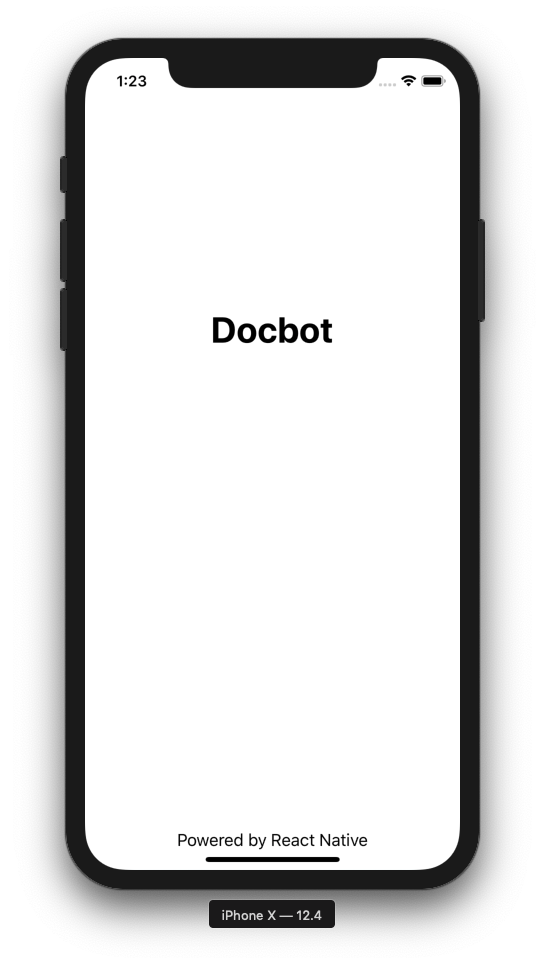 1:23
Docbot
Powered by React Native
iPhone X — 12.4